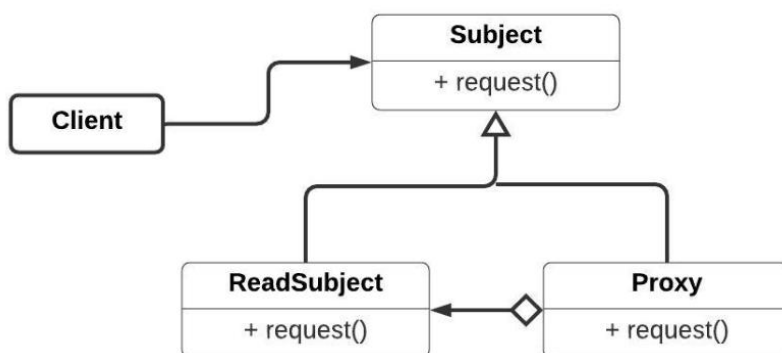 Subject
+ request()
Client
ReadSubject
+ request()
Proxy
+ request()